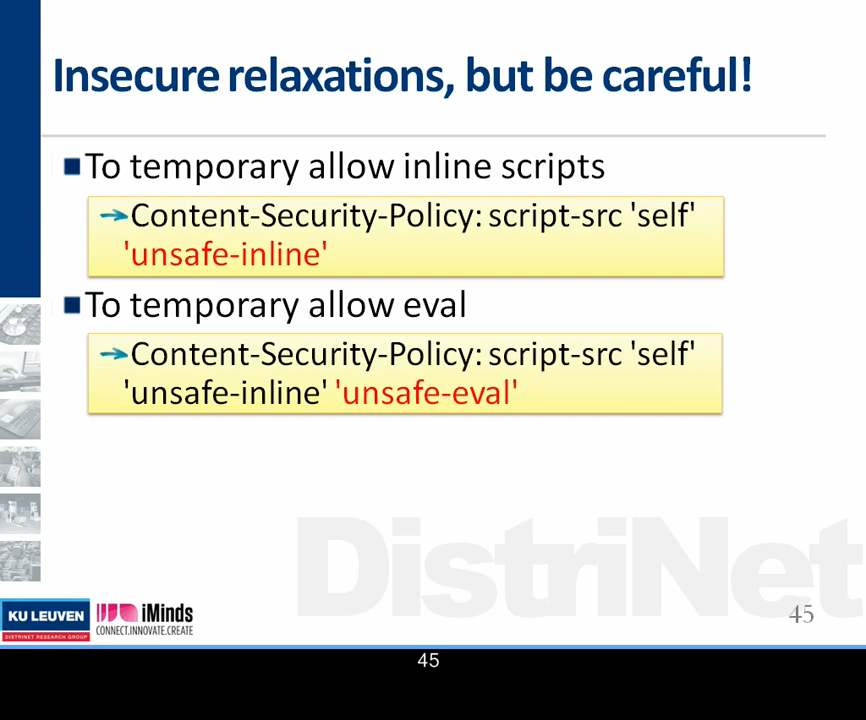 Insecure relaxations, but be careful!
To temporary allow inline scripts
Content-Security-Policy: script-src 'self'
'unsafe-inline'
To temporary allow eval
Content-Security-Policy: script-src 'self'
'unsafe-inline' 'unsafe-eval'
DistriNet
KU LEUVEN
DISTRINET RESEARCH GROUP
iMinds
CONNECT.INNOVATE.CREATE
45
45